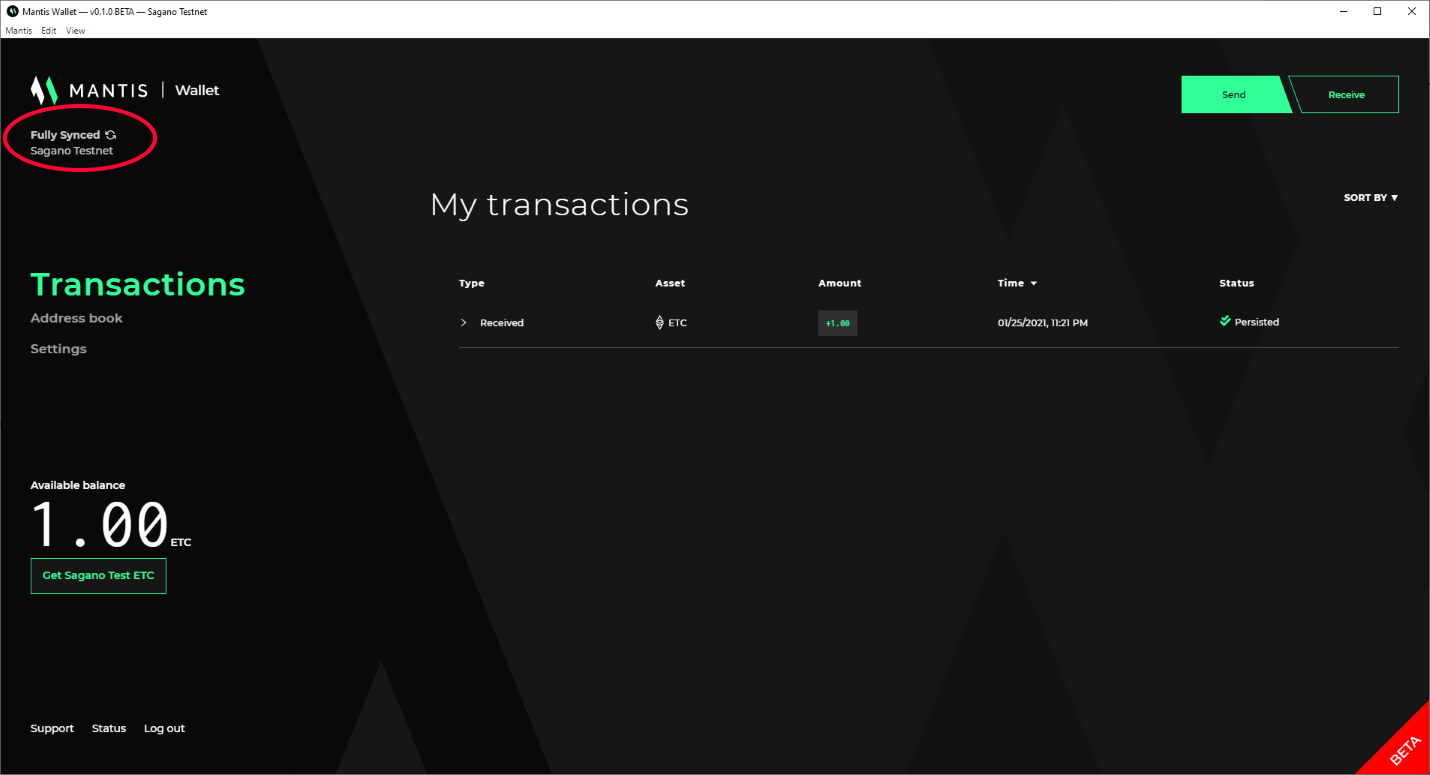 Mantis Wallet — v0.1.0 BETA — Sagano Testnet
Mantis Edit View
MANTIS | Wallet
Send
Receive
Fully Synced
Sagano Testnet
My transactions
SORT BY ▼
Transactions
Address book
Settings
Type Asset Amount Time ▼ Status
Received ETC +1.00 01/25/2021, 11:21 PM Persisted
Available balance
1.00 ETC
Get Sagano Test ETC
Support Status Log out
BETA